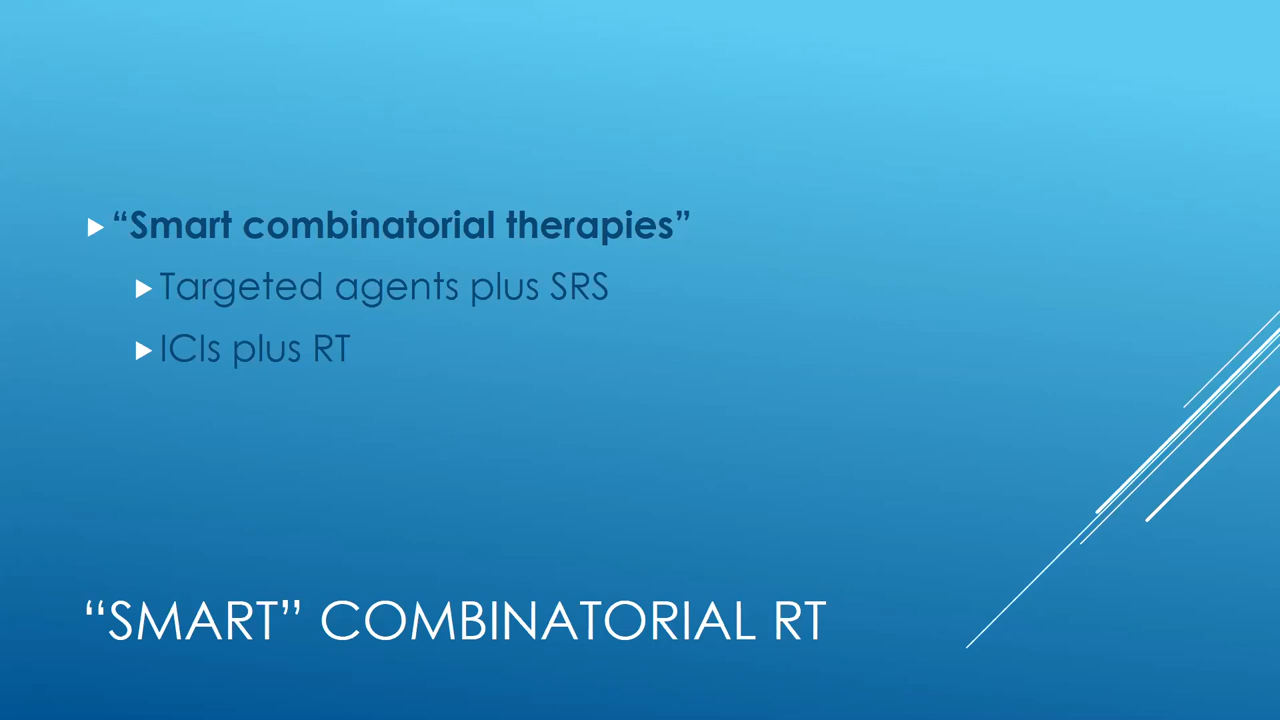 “Smart combinatorial therapies”
Targeted agents plus SRS
ICIs plus RT
“SMART” COMBINATORIAL RT